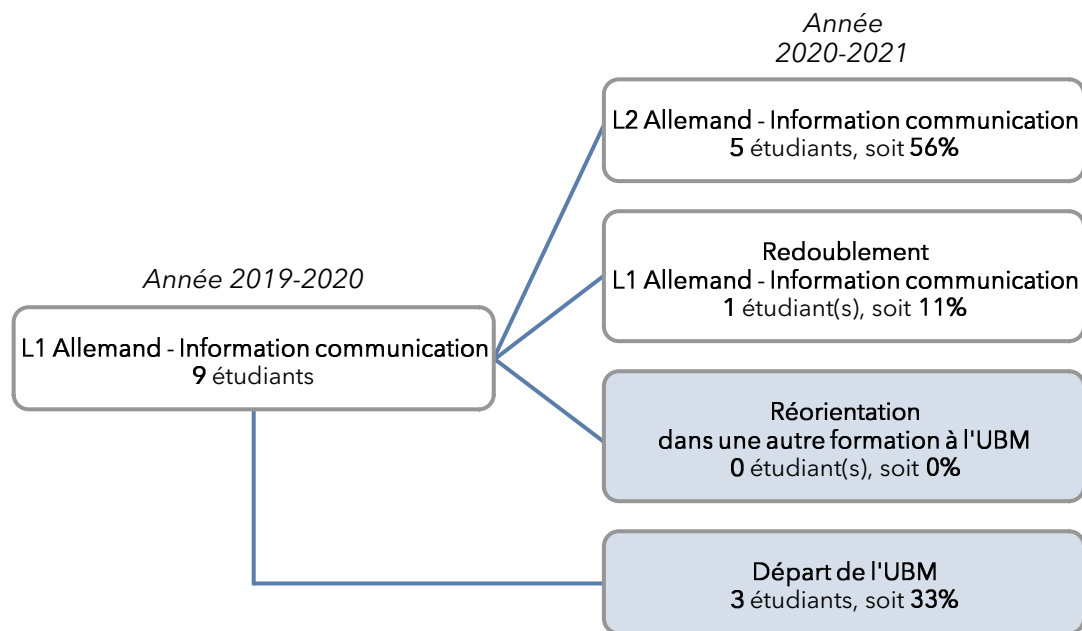 Année
2020-2021
L2 Allemand - Information communication
5 étudiants, soit 56%
Redoublement
L1 Allemand - Information communication
1 étudiant(s), soit 11%
Année 2019-2020
L1 Allemand - Information communication
9 étudiants
Réorientation
dans une autre formation à l'UBM
0 étudiant(s), soit 0%
Départ de l'UBM
3 étudiants, soit 33%